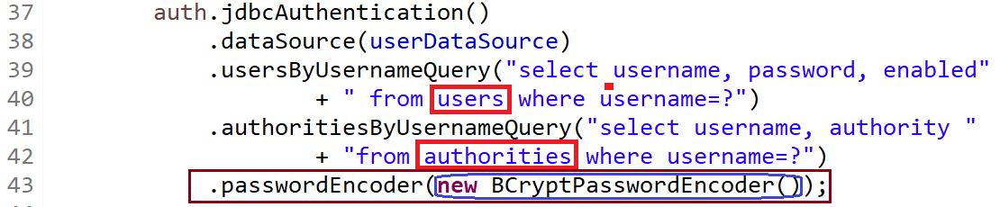 37 auth.jdbcAuthentication()
38 .dataSource(userDataSource)
39 .usersByUsernameQuery("select username, password, enabled"
40 + " from users where username=?")
41 .authoritiesByUsernameQuery("select username, authority "
42 + "from authorities where username=?")
43 .passwordEncoder(new BCryptPasswordEncoder());